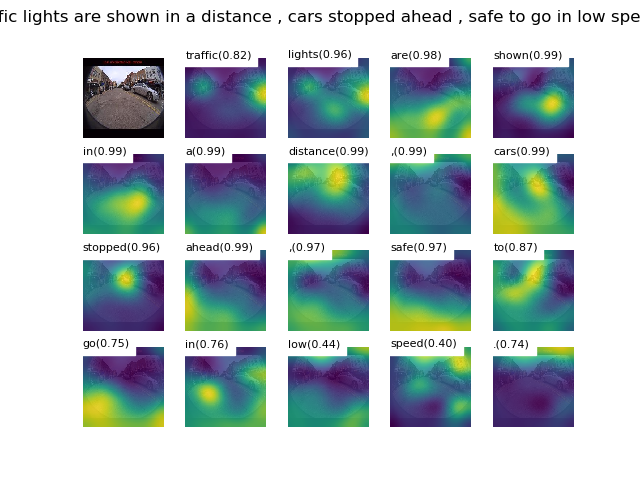 fic lights are shown in a distance , cars stopped ahead , safe to go in low spe
traffic(0.82) lights(0.96) are(0.98) shown(0.99)
in(0.99) a(0.99) distance(0.99) ,(0.99) cars(0.99)
stopped(0.96) ahead(0.99) ,(0.97) safe(0.97) to(0.87)
go(0.75) in(0.76) low(0.44) speed(0.40) .(0.74)